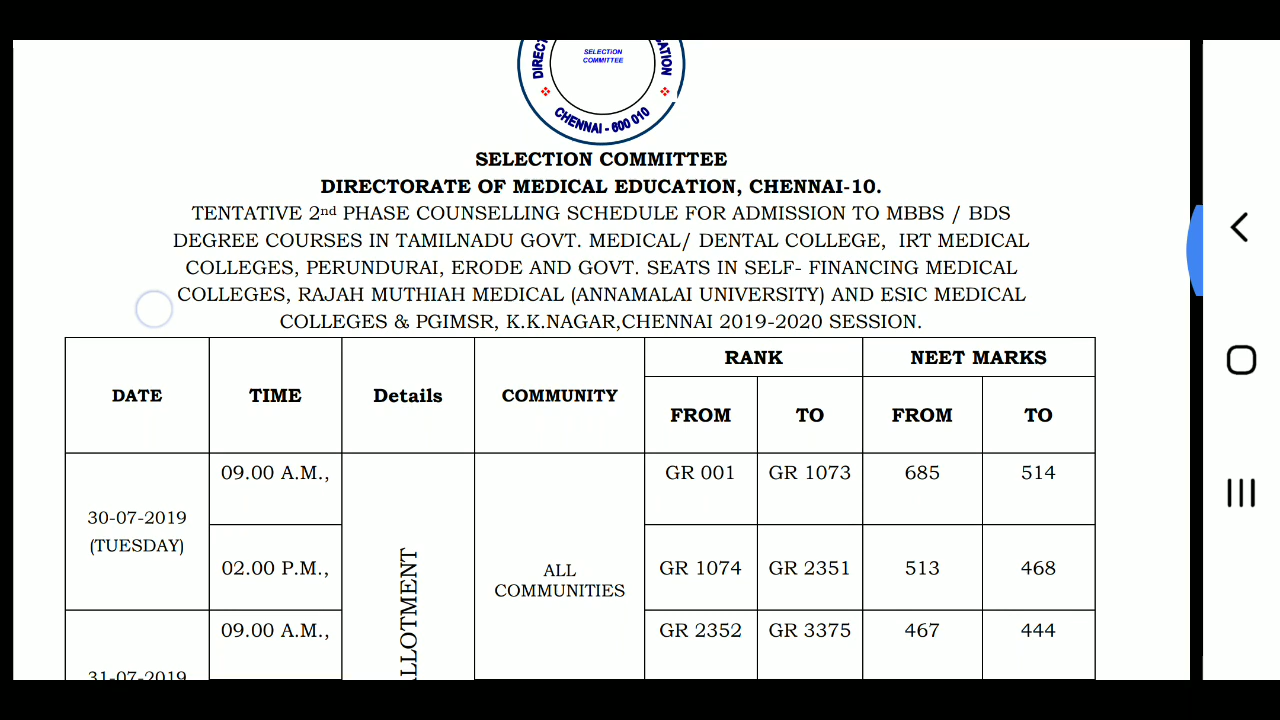 SELECTION
COMMITTEE
CHENNAI - 600 010
SELECTION COMMITTEE
DIRECTORATE OF MEDICAL EDUCATION, CHENNAI-10.
TENTATIVE 2nd PHASE COUNSELLING SCHEDULE FOR ADMISSION TO MBBS / BDS
DEGREE COURSES IN TAMILNADU GOVT. MEDICAL/ DENTAL COLLEGE, IRT MEDICAL
COLLEGES, PERUNDURAI, ERODE AND GOVT. SEATS IN SELF- FINANCING MEDICAL
COLLEGES, RAJAH MUTHIAH MEDICAL (ANNAMALAI UNIVERSITY) AND ESIC MEDICAL
COLLEGES & PGIMSR, K.K.NAGAR,CHENNAI 2019-2020 SESSION.
DATE TIME Details COMMUNITY RANK NEET MARKS
FROM TO FROM TO
30-07-2019 (TUESDAY) 09.00 A.M., ALL COMMUNITIES GR 001 GR 1073 685 514
02.00 P.M., GR 1074 GR 2351 513 468
31-07-2019 09.00 A.M., GR 2352 GR 3375 467 444